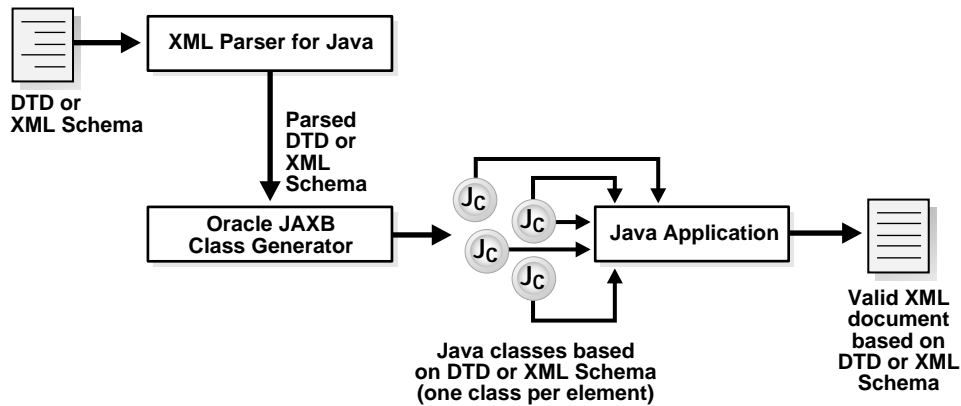 XML Parser for Java
DTD or
XML Schema
Parsed
DTD or
XML
Schema
Oracle JAXB
Class Generator
Jc
Jc
Jc
Jc
Java Application
Java classes based
on DTD or XML Schema
(one class per element)
Valid XML
document
based on
DTD or XML
Schema